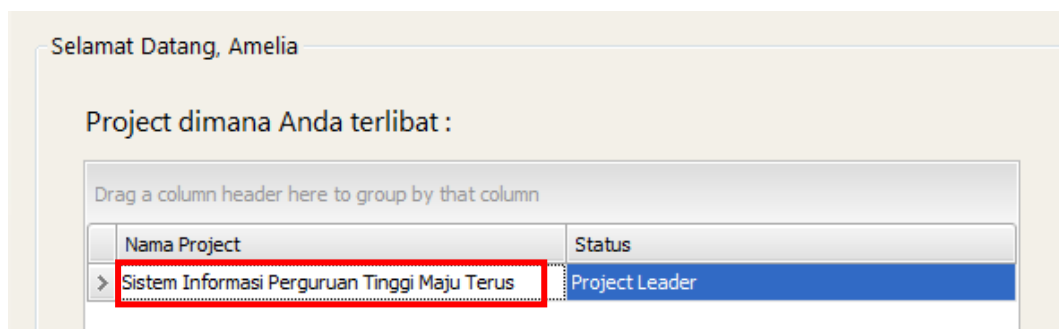 Selamat Datang, Amelia
Project dimana Anda terlibat :
Drag a column header here to group by that column
Nama Project Status
Sistem Informasi Perguruan Tinggi Maju Terus Project Leader